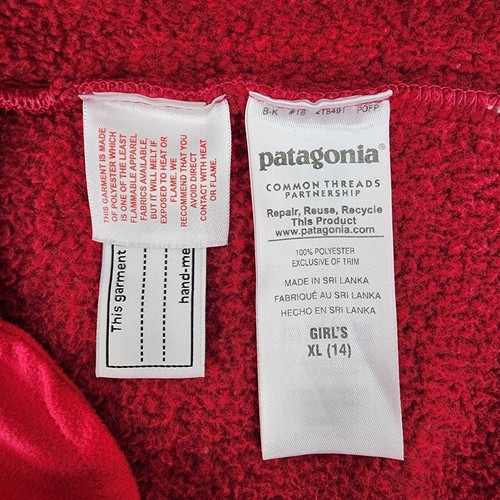 THIS GARMENT IS MADE
OF POLYESTER WHICH
IS ONE OF THE LEAST
FLAMMABLE APPAREL
FABRICS AVAILABLE,
BUT IT WILL MELT IF
EXPOSED TO HEAT OR
FLAME. WE
RECOMMEND THAT YOU
AVOID DIRECT
CONTACT WITH HEAT
OR FLAME.
This garment
hand-me
B-K #16 <18491 POFP
patagonia®
COMMON THREADS
PARTNERSHIP
Repair, Reuse, Recycle
This Product
www.patagonia.com
100% POLYESTER
EXCLUSIVE OF TRIM
MADE IN SRI LANKA
FABRIQUÉ AU SRI LANKA
HECHO EN SRI LANKA
GIRL'S
XL (14)